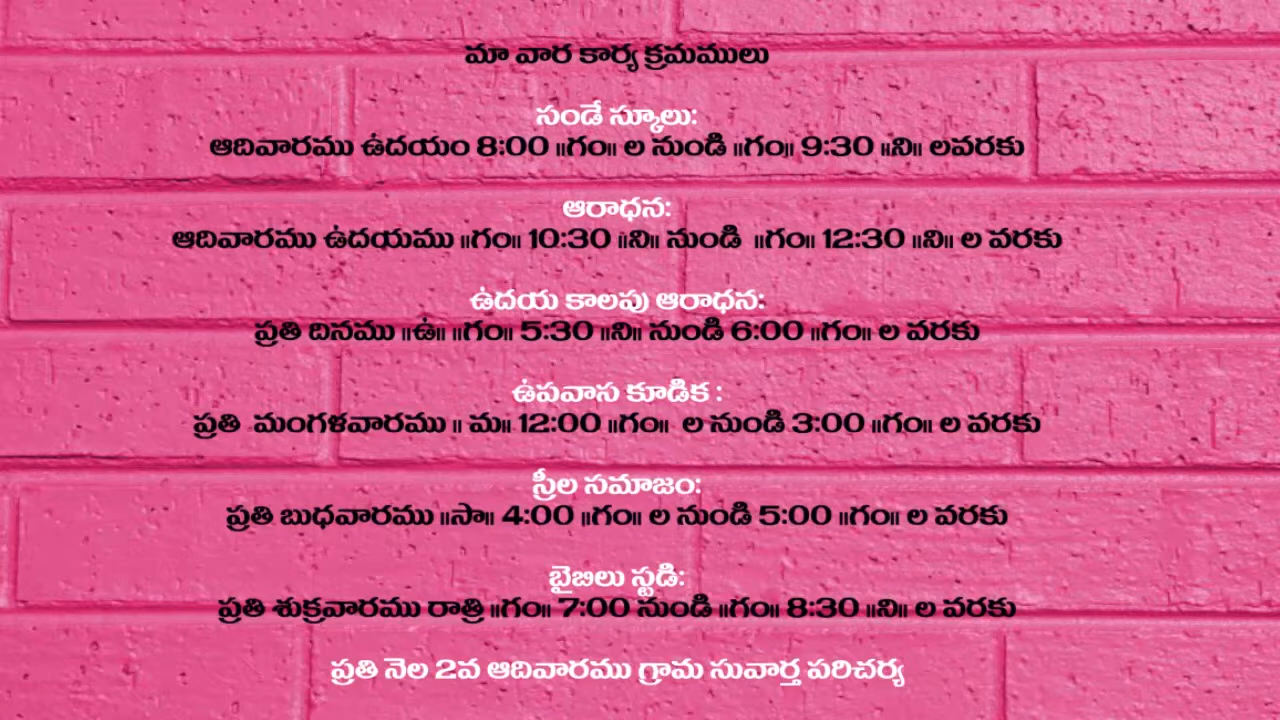 మా వార కార్య క్రమములు
సండే స్కూలు:
ఆదివారము ఉదయం 8:00 ॥గం॥ ల నుండి ॥గం॥ 9:30 ॥ని॥ లవరకు
ఆరాధన:
ఆదివారము ఉదయము ॥గం॥ 10:30 ॥ని॥ నుండి ॥గం॥ 12:30 ॥ని॥ ల వరకు
ఉదయ కాలపు ఆరాధన:
ప్రతి దినము ॥ఉ॥ ॥గం॥ 5:30 ॥ని॥ నుండి 6:00 ॥గం॥ ల వరకు
ఉపవాస కూడిక :
ప్రతి మంగళవారము ॥ మ॥ 12:00 ॥గం॥ ల నుండి 3:00 ॥గం॥ ల వరకు
స్రీల సమాజం:
ప్రతి బుధవారము ॥సా॥ 4:00 ॥గం॥ ల నుండి 5:00 ॥గం॥ ల వరకు
బైబిలు స్టడి:
ప్రతి శుక్రవారము రాత్రి ॥గం॥ 7:00 నుండి ॥గం॥ 8:30 ॥ని॥ ల వరకు
ప్రతి నెల 2వ ఆదివారము గ్రామ సువార్త పరిచర్య